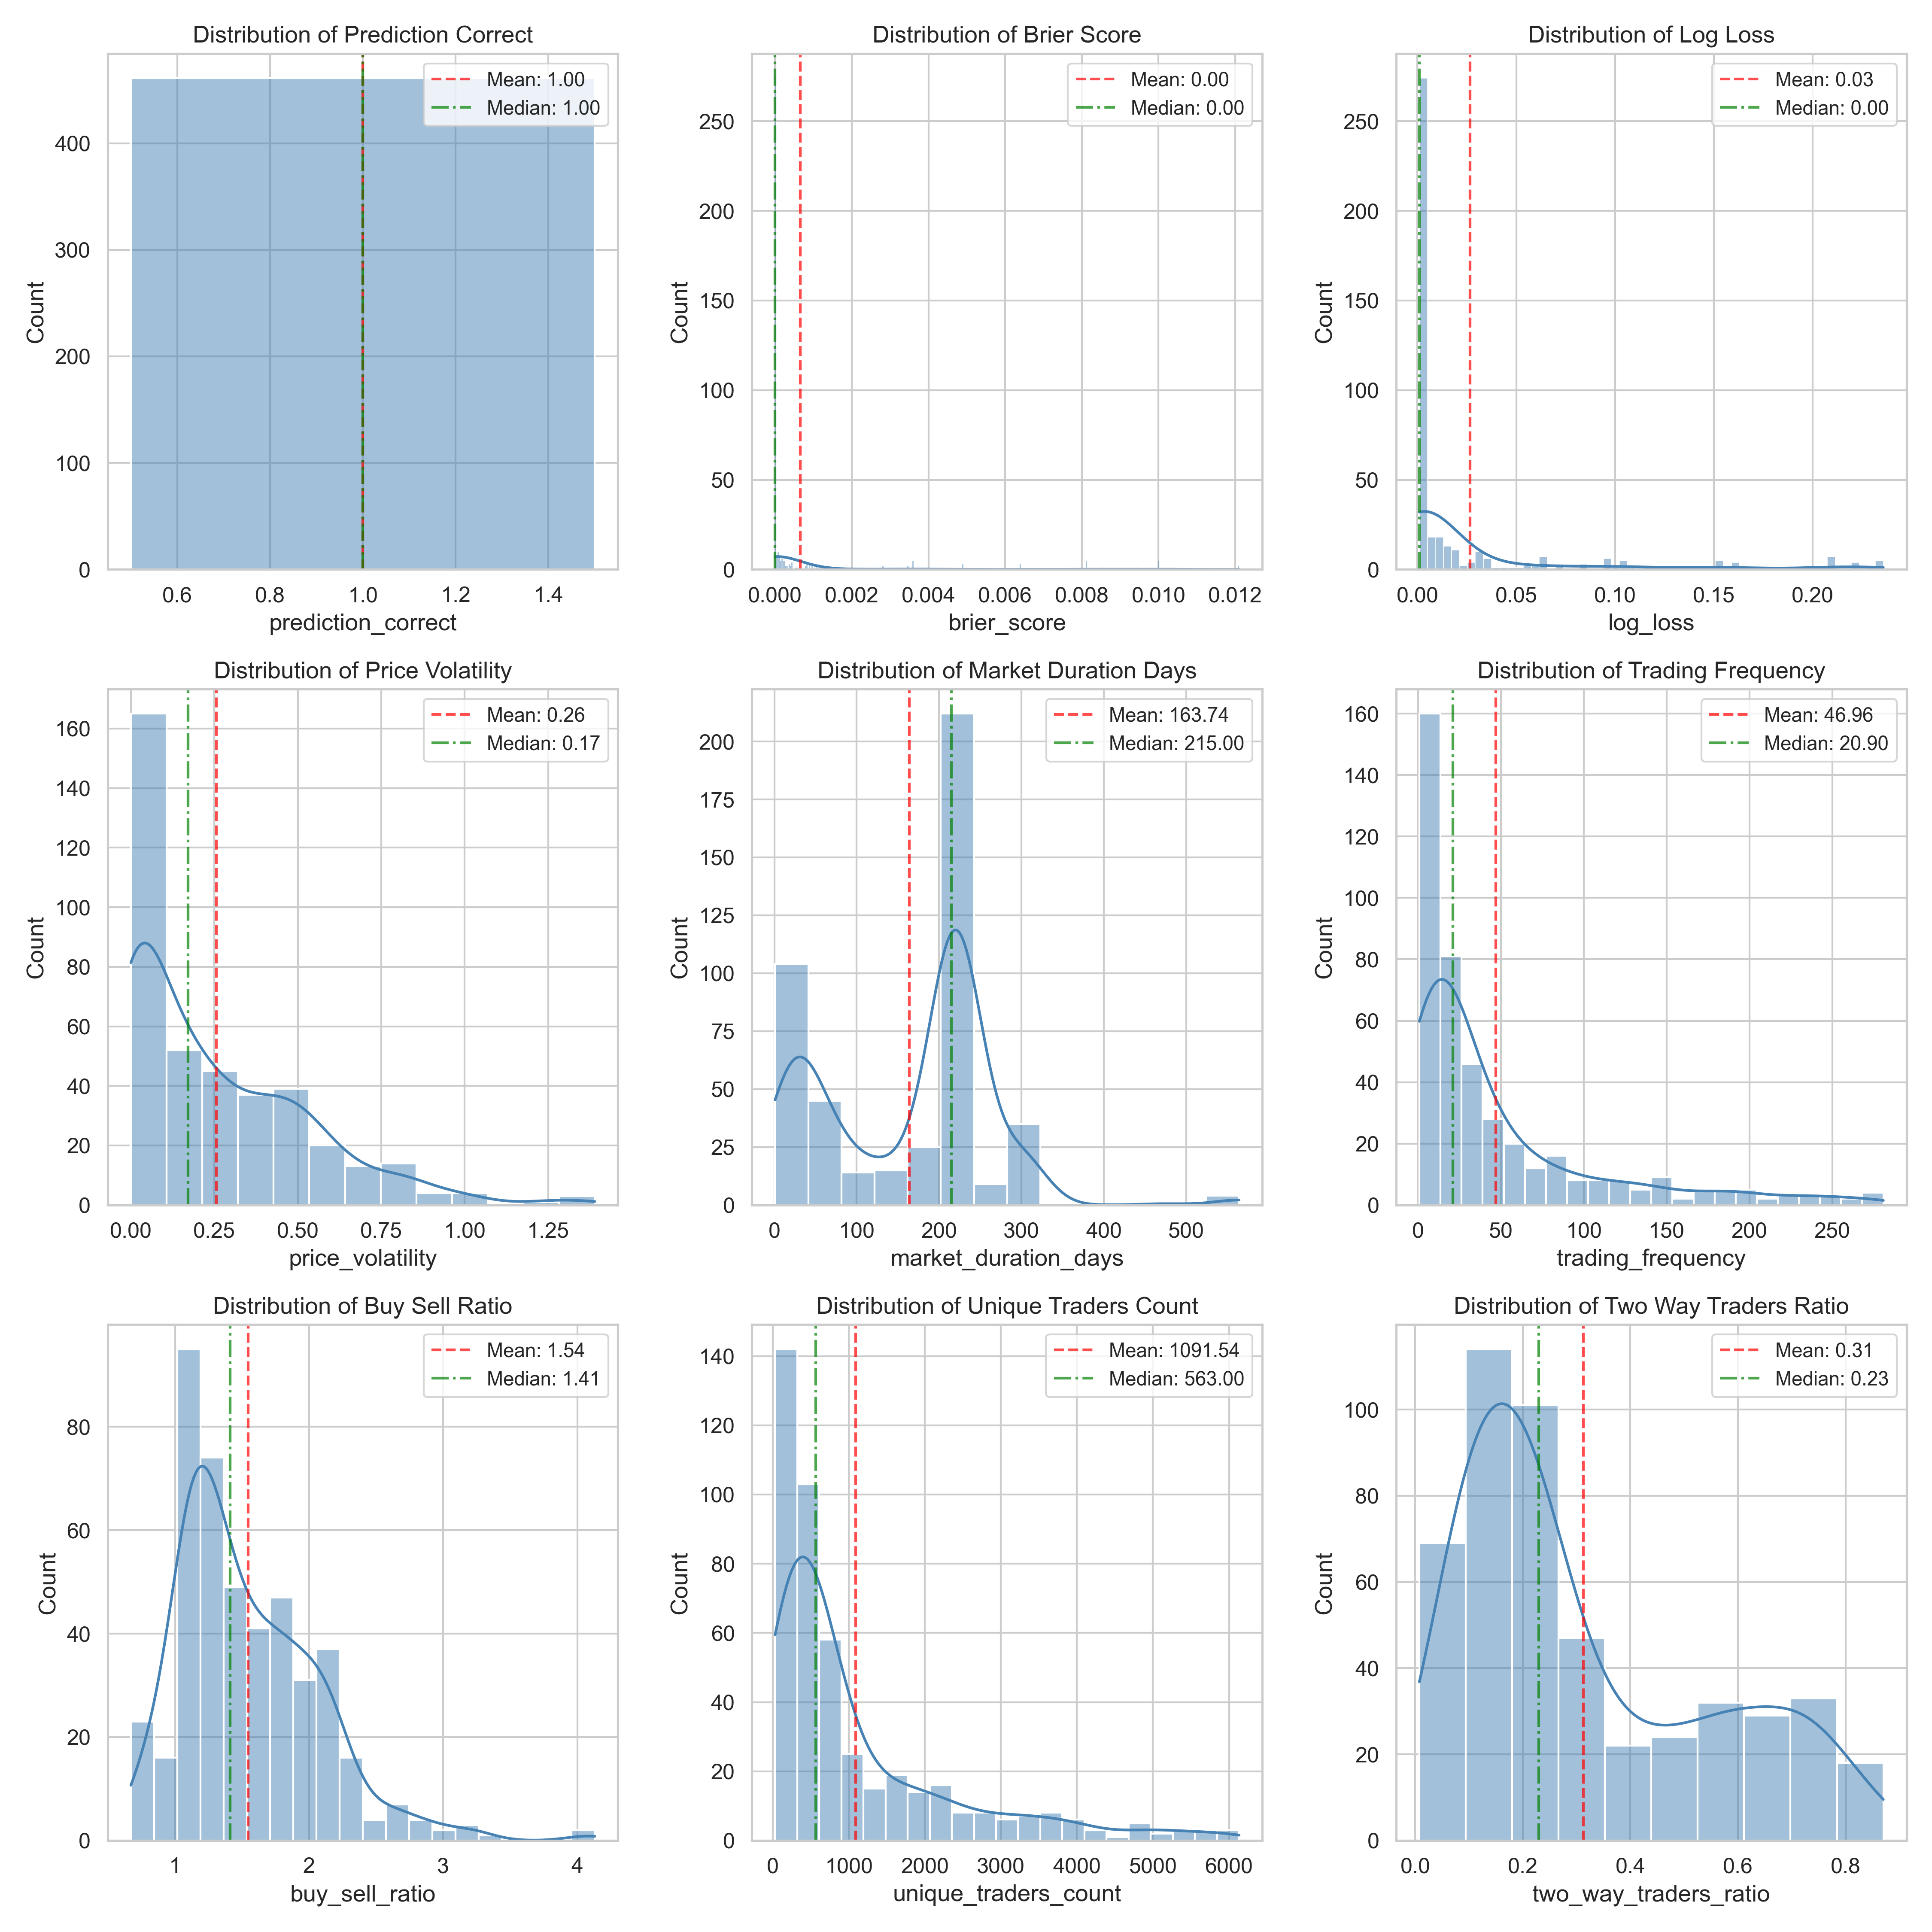 Distribution of Prediction Correct
Mean: 1.00
Median: 1.00
Count
400
300
200
100
0
0.6 0.8 1.0 1.2 1.4
prediction_correct
Distribution of Brier Score
Mean: 0.00
Median: 0.00
Count
250
200
150
100
50
0
0.000 0.002 0.004 0.006 0.008 0.010 0.012
brier_score
Distribution of Log Loss
Mean: 0.03
Median: 0.00
Count
250
200
150
100
50
0
0.00 0.05 0.10 0.15 0.20
log_loss
Distribution of Price Volatility
Mean: 0.26
Median: 0.17
Count
160
140
120
100
80
60
40
20
0
0.00 0.25 0.50 0.75 1.00 1.25
price_volatility
Distribution of Market Duration Days
Mean: 163.74
Median: 215.00
Count
200
175
150
125
100
75
50
25
0
0 100 200 300 400 500
market_duration_days
Distribution of Trading Frequency
Mean: 46.96
Median: 20.90
Count
160
140
120
100
80
60
40
20
0
0 50 100 150 200 250
trading_frequency
Distribution of Buy Sell Ratio
Mean: 1.54
Median: 1.41
Count
80
60
40
20
0
1 2 3 4
buy_sell_ratio
Distribution of Unique Traders Count
Mean: 1091.54
Median: 563.00
Count
140
120
100
80
60
40
20
0
0 1000 2000 3000 4000 5000 6000
unique_traders_count
Distribution of Two Way Traders Ratio
Mean: 0.31
Median: 0.23
Count
100
80
60
40
20
0
0.0 0.2 0.4 0.6 0.8
two_way_traders_ratio